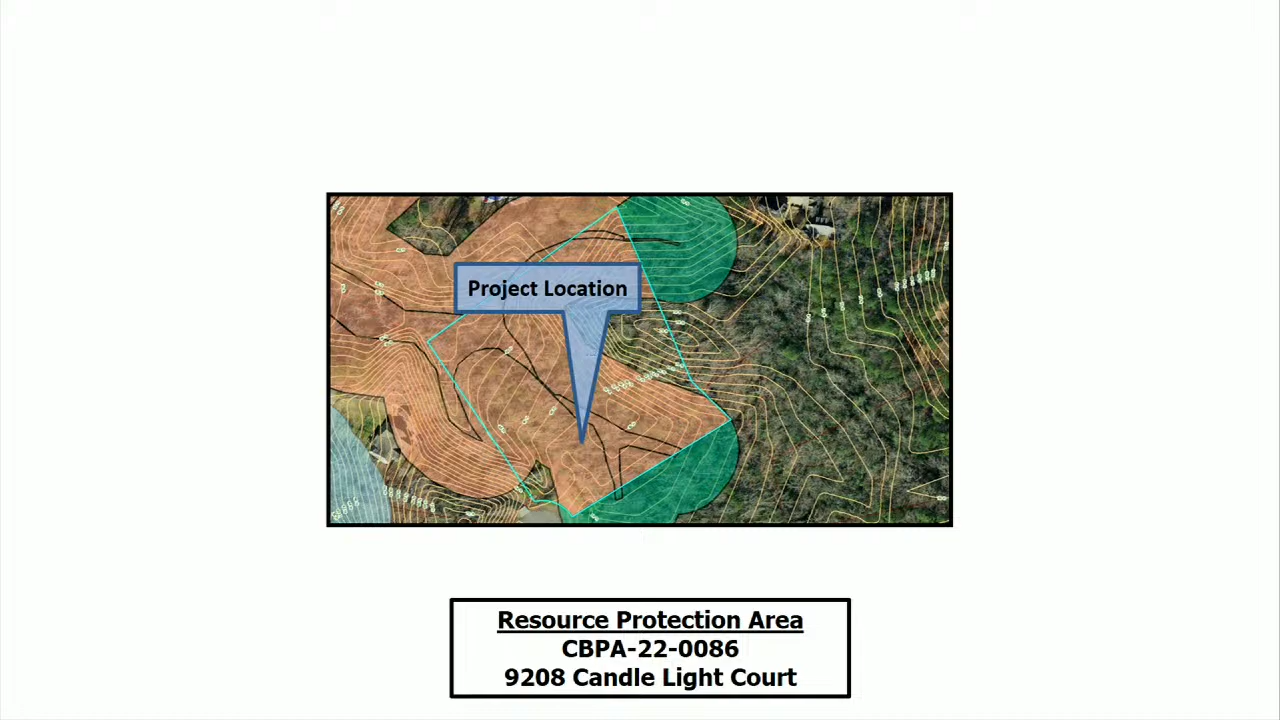 Project Location
Resource Protection Area
CBPA-22-0086
9208 Candle Light Court